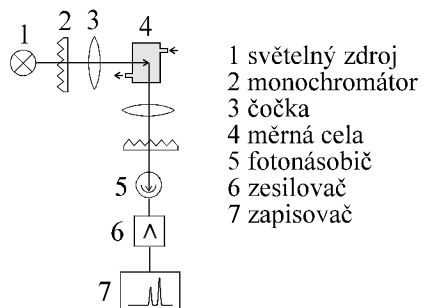 1
2
3
4
5
6
7
1 světelný zdroj
2 monochromátor
3 čočka
4 měrná cela
5 fotonásobič
6 zesilovač
7 zapisovač